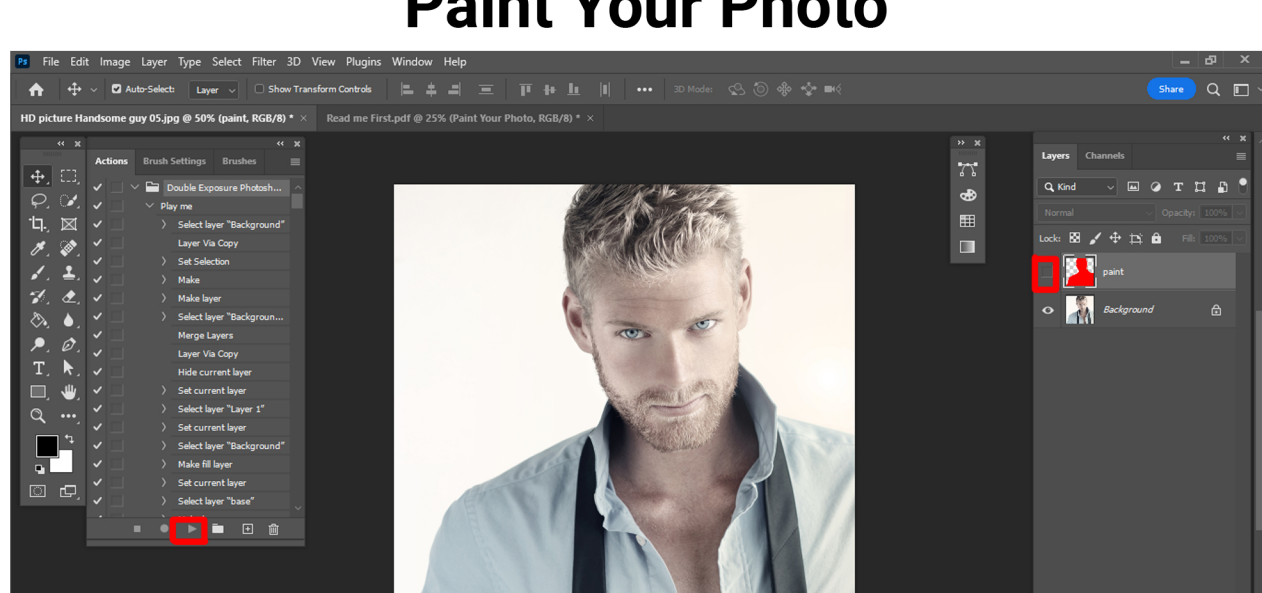 Paint Your Photo
Ps File Edit Image Layer Type Select Filter 3D View Plugins Window Help
Auto-Select: Layer Show Transform Controls 3D Mode: Share
HD picture Handsome guy 05.jpg @ 50% (paint, RGB/8) * × Read me First.pdf @ 25% (Paint Your Photo, RGB/8) * ×
Actions Brush Settings Brushes
Double Exposure Photosh...
Play me
Select layer "Background"
Layer Via Copy
Set Selection
Make
Make layer
Select layer "Backgroun...
Merge Layers
Layer Via Copy
Hide current layer
Set current layer
Select layer "Layer 1"
Set current layer
Select layer "Background"
Make fill layer
Set current layer
Select layer "base"
Layers Channels
Kind
Normal Opacity: 100%
Lock: Fill: 100%
paint
Background